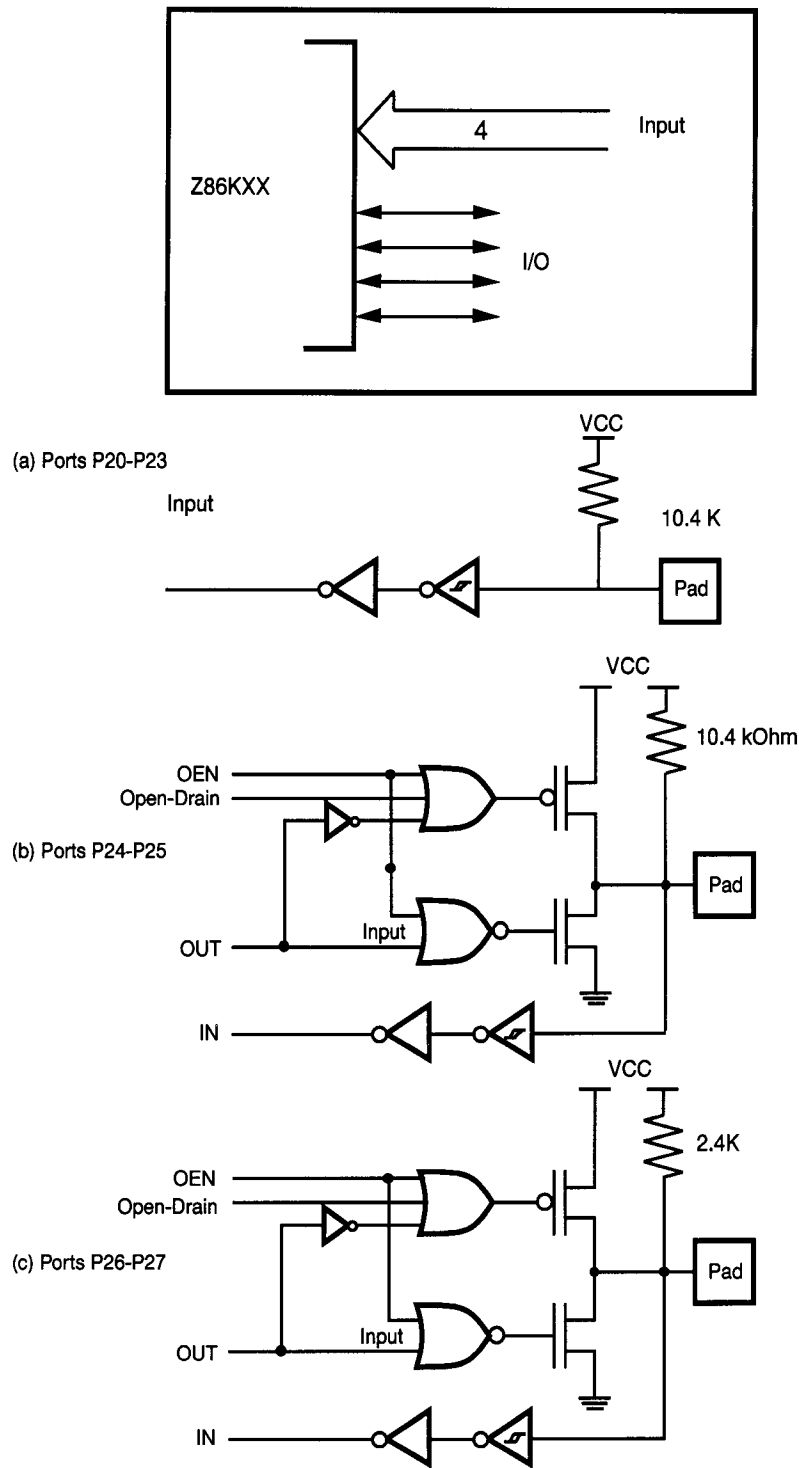 4
Input
Z86KXX
I/O
VCC
(a) Ports P20-P23
Input
10.4 K
Pad
VCC
10.4 kOhm
OEN
Open-Drain
(b) Ports P24-P25
Pad
Input
OUT
IN
VCC
2.4K
OEN
Open-Drain
(c) Ports P26-P27
Pad
Input
OUT
IN